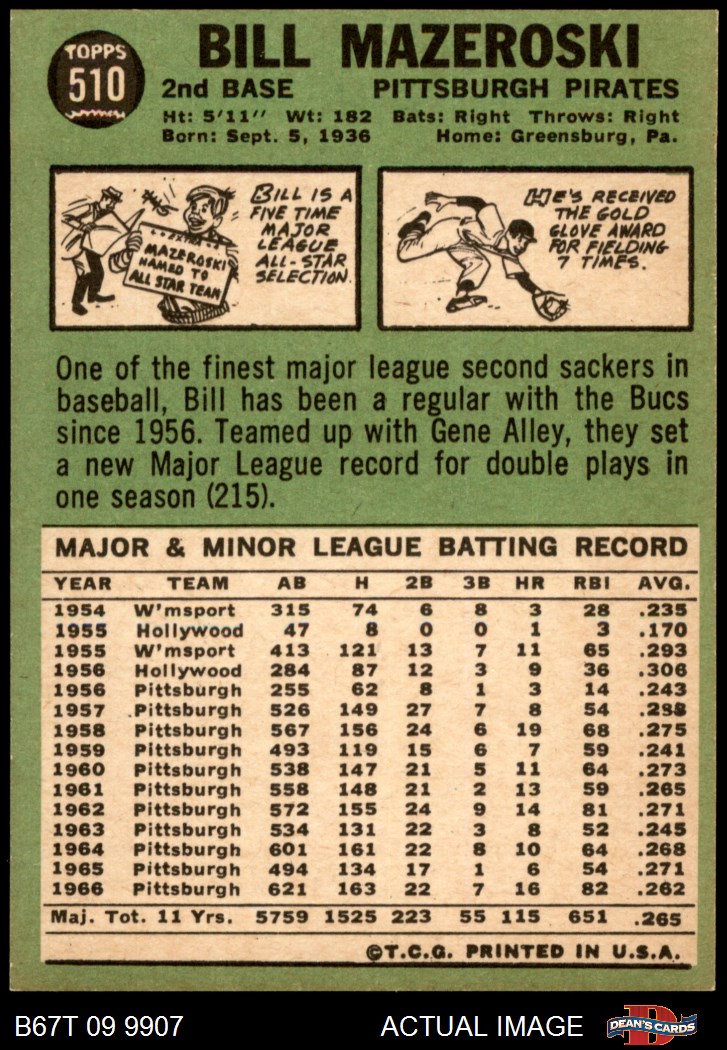 TOPPS
510
BILL MAZEROSKI
2nd BASE PITTSBURGH PIRATES
Ht: 5'11" Wt: 182 Bats: Right Throws: Right
Born: Sept. 5, 1936 Home: Greensburg, Pa.
EXTRA
MAZEROSKI
NAMED TO
ALL STAR TEAM
BILL IS A
FIVE TIME
MAJOR
LEAGUE
ALL-STAR
SELECTION.
HE'S RECEIVED
THE GOLD
GLOVE AWARD
FOR FIELDING
7 TIMES.
One of the finest major league second sackers in
baseball, Bill has been a regular with the Bucs
since 1956. Teamed up with Gene Alley, they set
a new Major League record for double plays in
one season (215).
MAJOR & MINOR LEAGUE BATTING RECORD
YEAR TEAM AB H 2B 3B HR RBI AVG.
1954 W'msport 315 74 6 8 3 28 .235
1955 Hollywood 47 8 0 0 1 3 .170
1955 W'msport 413 121 13 7 11 65 .293
1956 Hollywood 284 87 12 3 9 36 .306
1956 Pittsburgh 255 62 8 1 3 14 .243
1957 Pittsburgh 526 149 27 7 8 54 .283
1958 Pittsburgh 567 156 24 6 19 68 .275
1959 Pittsburgh 493 119 15 6 7 59 .241
1960 Pittsburgh 538 147 21 5 11 64 .273
1961 Pittsburgh 558 148 21 2 13 59 .265
1962 Pittsburgh 572 155 24 9 14 81 .271
1963 Pittsburgh 534 131 22 3 8 52 .245
1964 Pittsburgh 601 161 22 8 10 64 .268
1965 Pittsburgh 494 134 17 1 6 54 .271
1966 Pittsburgh 621 163 22 7 16 82 .262
Maj. Tot. 11 Yrs. 5759 1525 223 55 115 651 .265
©T.C.G. PRINTED IN U.S.A.
B67T 09 9907 ACTUAL IMAGE
D
DEAN'S CARDS